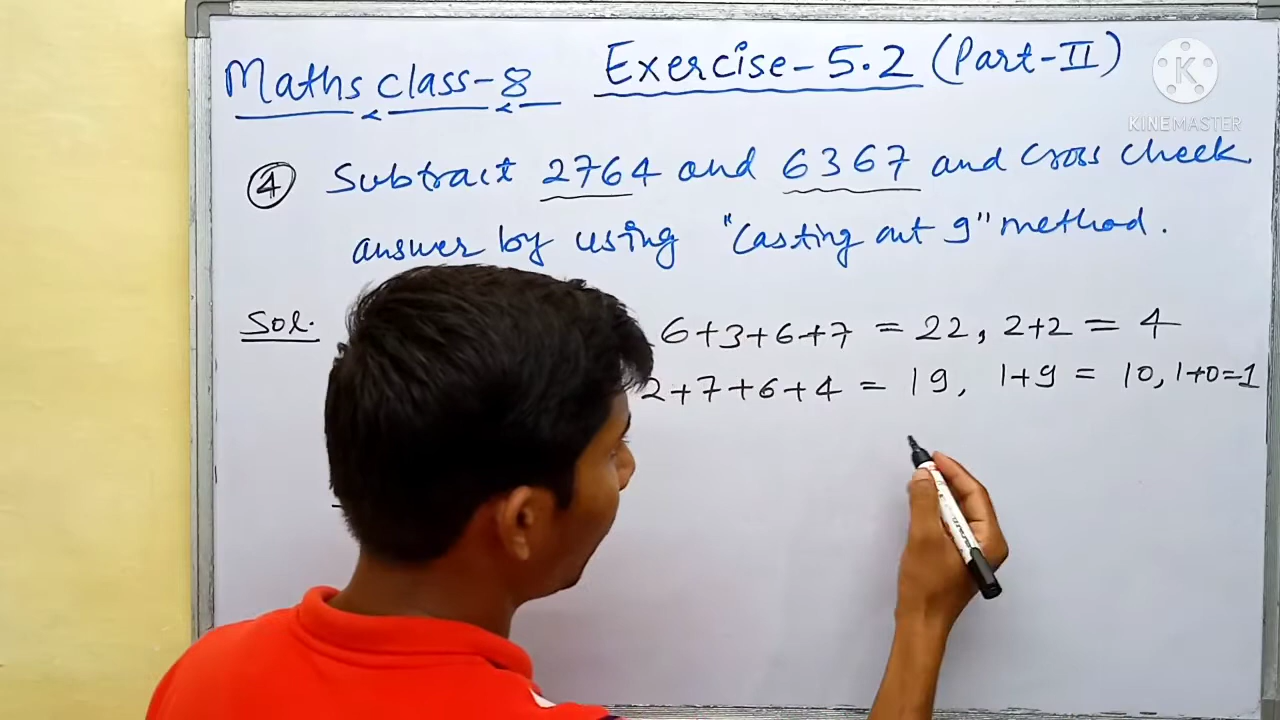 Maths class-8 Exercise-5.2 (Part-II)
K
KINEMASTER
④ Subtract 2764 and 6367 and cross check
answer by using "Casting out 9" method.
Sol. 6+3+6+7 = 22, 2+2 = 4
2+7+6+4 = 19, 1+9 = 10, 1+0=1